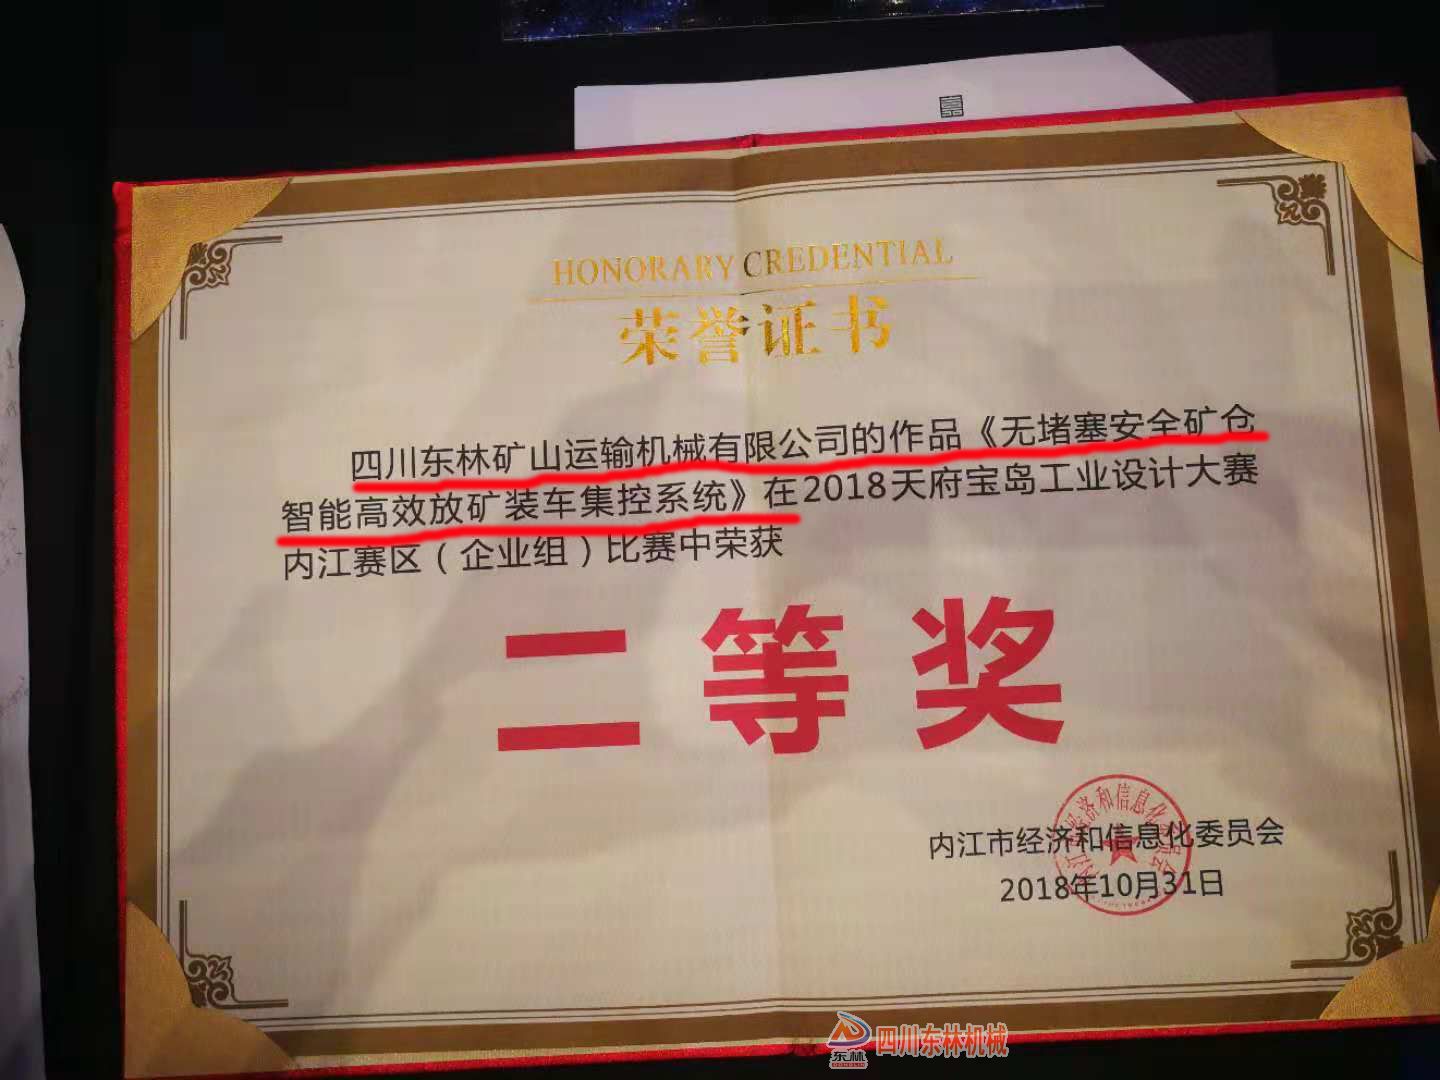 HONORARY CREDENTIAL
荣誉证书
四川东林矿山运输机械有限公司的作品《无堵塞安全矿仓
智能高效放矿装车集控系统》在2018天府宝岛工业设计大赛
内江赛区（企业组）比赛中荣获
二等奖
内江市经济和信息化委员会
2018年10月31日
东林
DONGLIN
四川东林机械